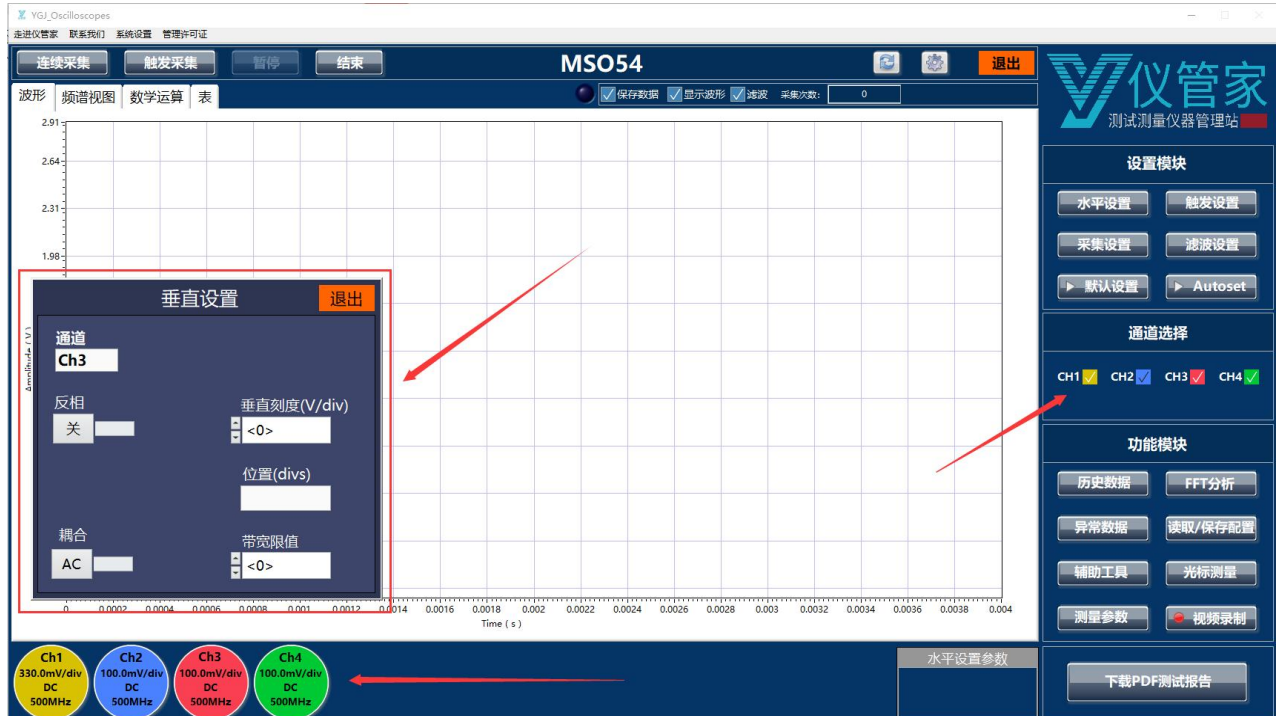 YGJ_Oscilloscopes
走进仪管家 联系我们 系统设置 管理许可证
连续采集 触发采集 暂停 结束 MSO54 退出
波形 频谱视图 数学运算 表 保存数据 显示波形 滤波 采集次数: 0
仪管家
测试测量仪器管理站
2.91
2.64
2.31
1.98
Amplitude ( V )
垂直设置 退出
通道
Ch3
反相 垂直刻度(V/div)
关 <0>
位置(divs)
耦合 带宽限值
AC <0>
0 0.0002 0.0004 0.0006 0.0008 0.001 0.0012 0.0014 0.0016 0.0018 0.002 0.0022 0.0024 0.0026 0.0028 0.003 0.0032 0.0034 0.0036 0.0038 0.004
Time ( s )
设置模块
水平设置 触发设置
采集设置 滤波设置
默认设置 Autoset
通道选择
CH1 CH2 CH3 CH4
功能模块
历史数据 FFT分析
异常数据 读取/保存配置
辅助工具 光标测量
测量参数 视频录制
Ch1 Ch2 Ch3 Ch4
330.0mV/div 100.0mV/div 100.0mV/div 100.0mV/div
DC DC DC DC
500MHz 500MHz 500MHz 500MHz
水平设置参数
下载PDF测试报告